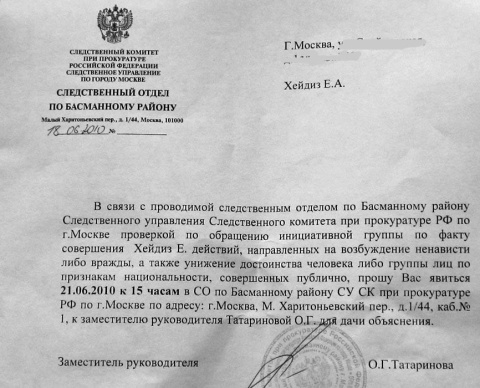 СЛЕДСТВЕННЫЙ КОМИТЕТ
ПРИ ПРОКУРАТУРЕ
РОССИЙСКОЙ ФЕДЕРАЦИИ
СЛЕДСТВЕННОЕ УПРАВЛЕНИЕ
ПО ГОРОДУ МОСКВЕ
СЛЕДСТВЕННЫЙ ОТДЕЛ
ПО БАСМАННОМУ РАЙОНУ
Малый Харитоньевский пер., д. 1/44, Москва, 101000
18.06.2010 №
Г.Москва,
Хейдиз Е.А.
В связи с проводимой следственным отделом по Басманному району
Следственного управления Следственного комитета при прокуратуре РФ по
г.Москве проверкой по обращению инициативной группы по факту
совершения Хейдиз Е. действий, направленных на возбуждение ненависти
либо вражды, а также унижение достоинства человека либо группы лиц по
признакам национальности, совершенных публично, прошу Вас явиться
21.06.2010 к 15 часам в СО по Басманному району СУ СК при прокуратуре
РФ по г.Москве по адресу: г.Москва, М. Харитоньевский пер., д.1/44, каб.№
1, к заместителю руководителя Татариновой О.Г. для дачи объяснения.
Заместитель руководителя О.Г.Татаринова